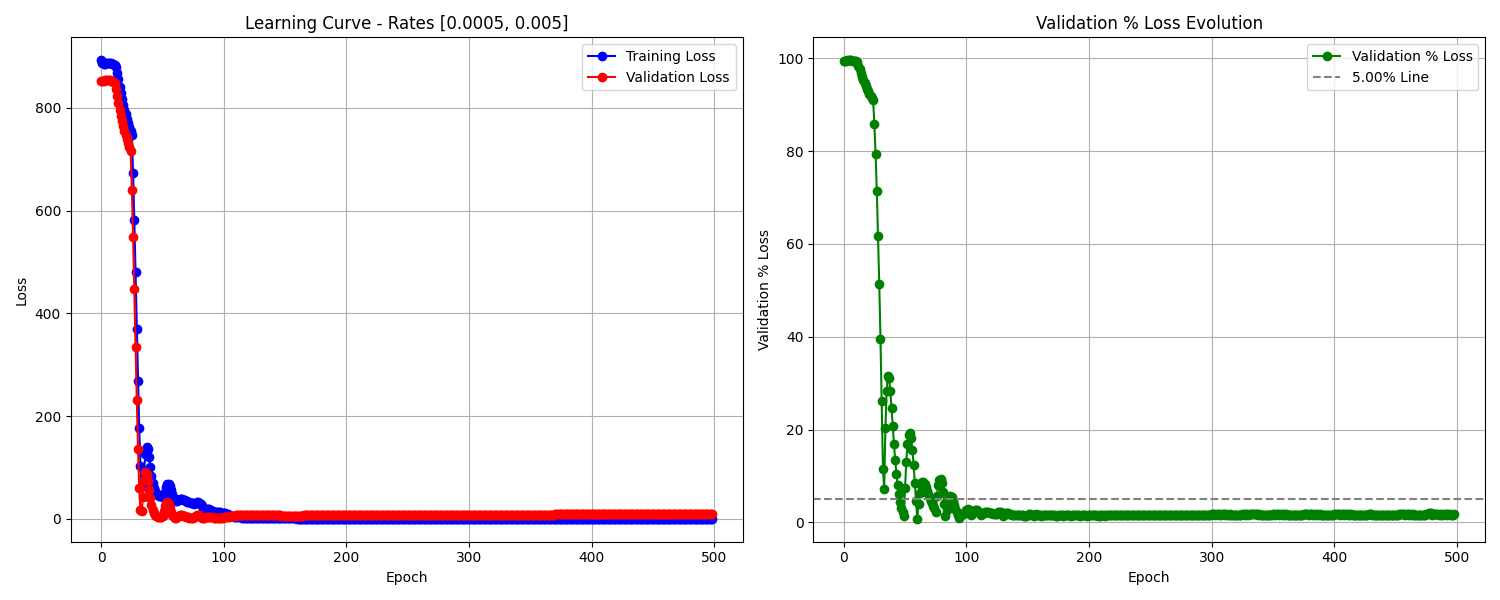 Learning Curve - Rates [0.0005, 0.005]
Training Loss
Validation Loss
Loss
800
600
400
200
0
0 100 200 300 400 500
Epoch
Validation % Loss Evolution
Validation % Loss
5.00% Line
Validation % Loss
100
80
60
40
20
0
0 100 200 300 400 500
Epoch